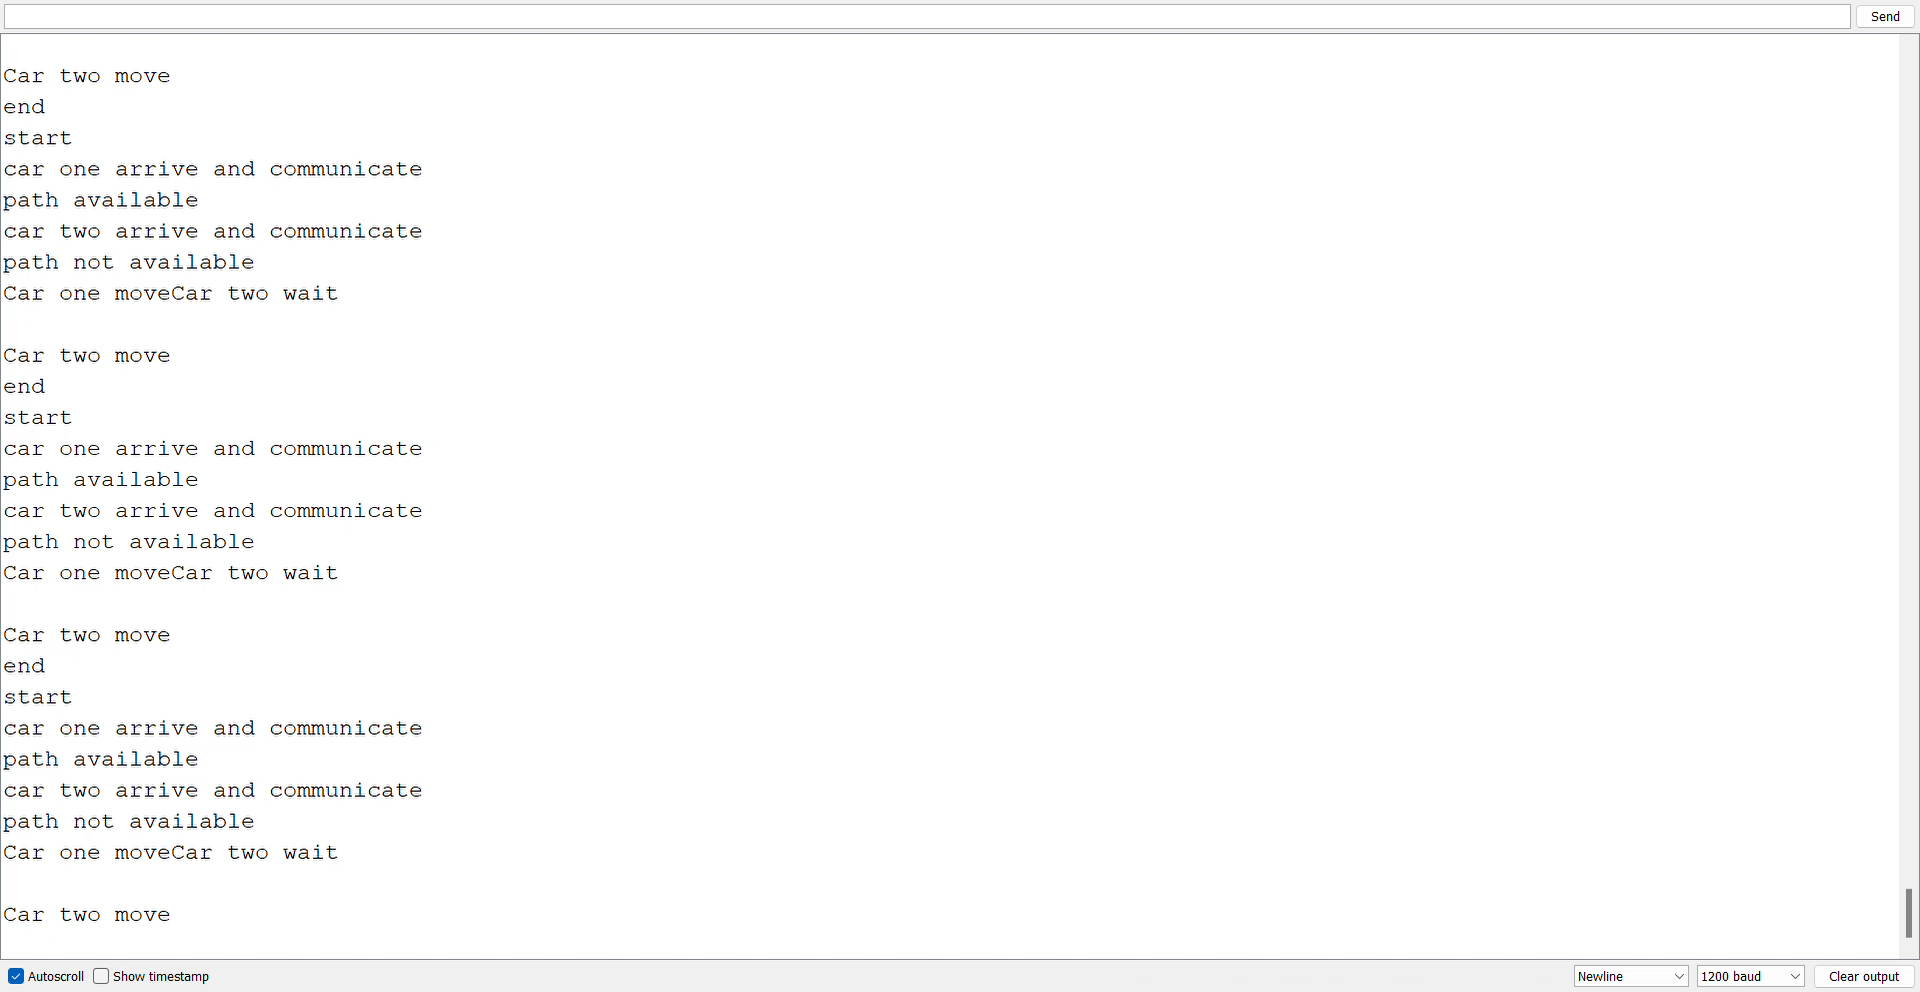 Send
Car two move
end
start
car one arrive and communicate
path available
car two arrive and communicate
path not available
Car one moveCar two wait
Car two move
end
start
car one arrive and communicate
path available
car two arrive and communicate
path not available
Car one moveCar two wait
Car two move
end
start
car one arrive and communicate
path available
car two arrive and communicate
path not available
Car one moveCar two wait
Car two move
Autoscroll Show timestamp Newline 1200 baud Clear output